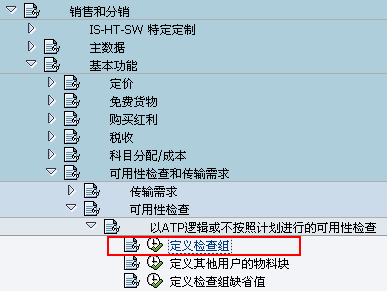 销售和分销
IS-HT-SW 特定定制
主数据
基本功能
定价
免费货物
购买红利
税收
科目分配/成本
可用性检查和传输需求
传输需求
可用性检查
以ATP逻辑或不按照计划进行的可用性检查
定义检查组
定义其他用户的物料块
定义检查组缺省值